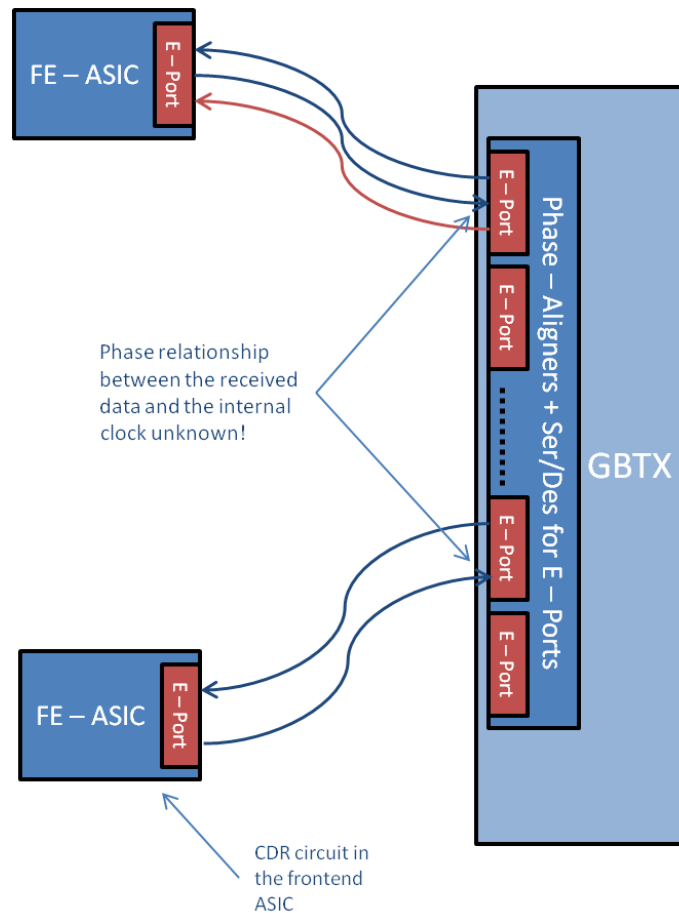 FE – ASIC
E – Port
E – Port
E – Port
E – Port
E – Port
Phase – Aligners + Ser/Des for E – Ports
GBTX
Phase relationship
between the received
data and the internal
clock unknown!
FE – ASIC
E – Port
CDR circuit in
the frontend
ASIC